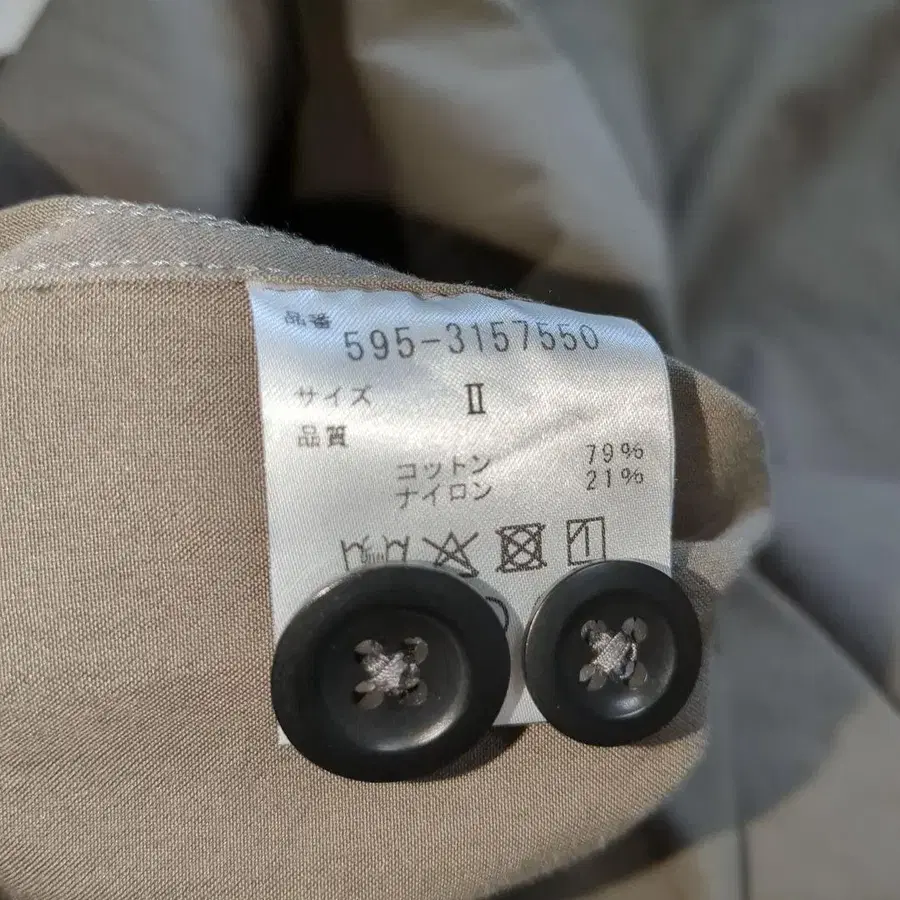 品番 595-3157550
サイズ Ⅱ
品質
コットン 79%
ナイロン 21%